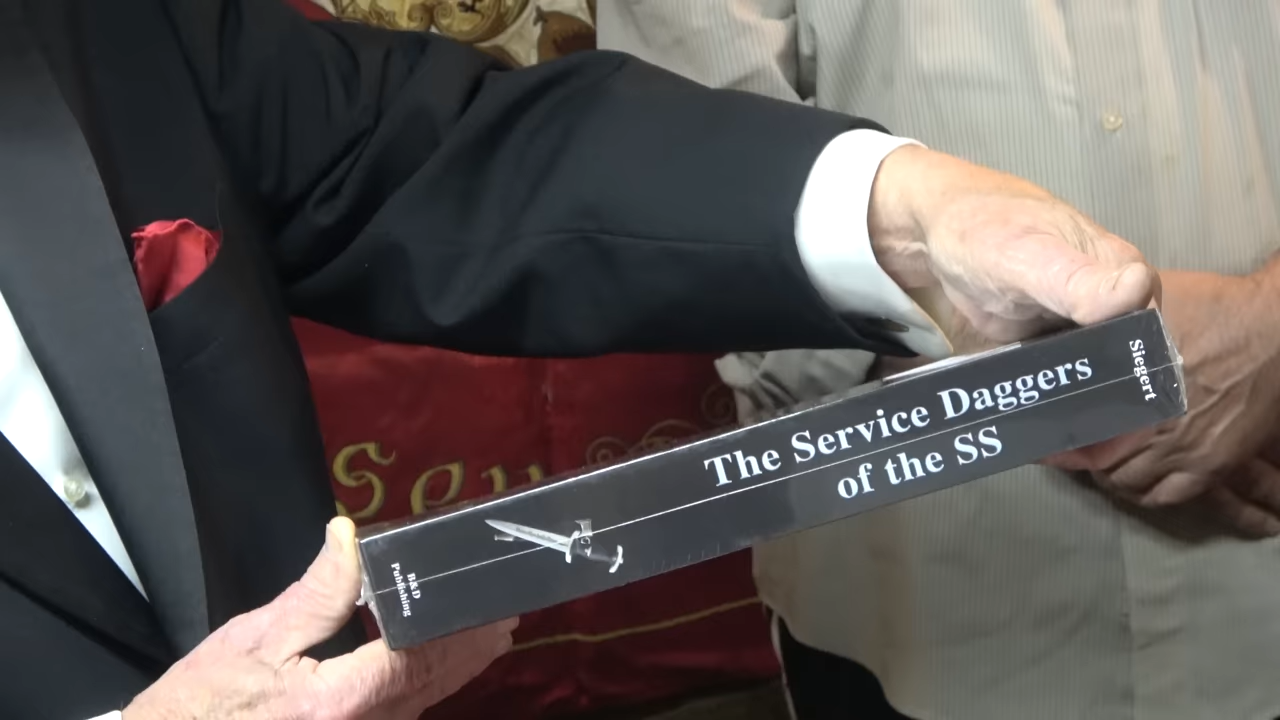 The Service Daggers
of the SS
Siegert
B&D
Publishing